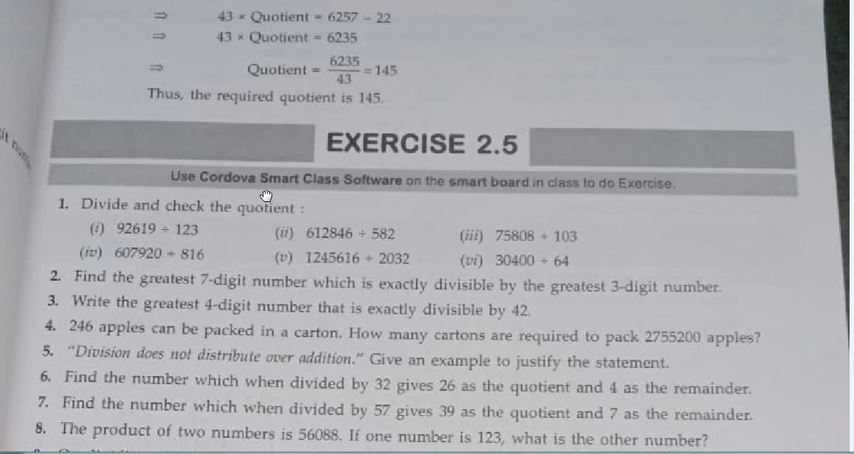 ⇒ 43 × Quotient = 6257 − 22
⇒ 43 × Quotient = 6235
⇒ Quotient = 6235/43 = 145
Thus, the required quotient is 145.
EXERCISE 2.5
Use Cordova Smart Class Software on the smart board in class to do Exercise.
1. Divide and check the quotient :
(i) 92619 ÷ 123 (ii) 612846 ÷ 582 (iii) 75808 ÷ 103
(iv) 607920 ÷ 816 (v) 1245616 ÷ 2032 (vi) 30400 ÷ 64
2. Find the greatest 7-digit number which is exactly divisible by the greatest 3-digit number.
3. Write the greatest 4-digit number that is exactly divisible by 42.
4. 246 apples can be packed in a carton. How many cartons are required to pack 2755200 apples?
5. "Division does not distribute over addition." Give an example to justify the statement.
6. Find the number which when divided by 32 gives 26 as the quotient and 4 as the remainder.
7. Find the number which when divided by 57 gives 39 as the quotient and 7 as the remainder.
8. The product of two numbers is 56088. If one number is 123, what is the other number?